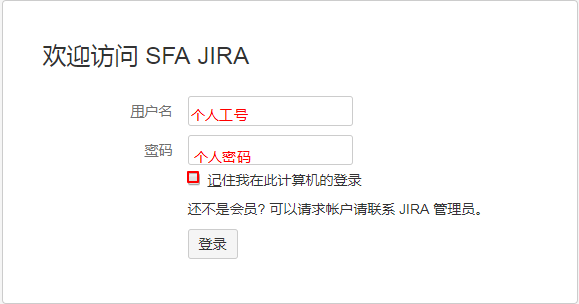 欢迎访问 SFA JIRA
用户名 个人工号
密码 个人密码
记住我在此计算机的登录
还不是会员? 可以请求帐户请联系 JIRA 管理员。
登录